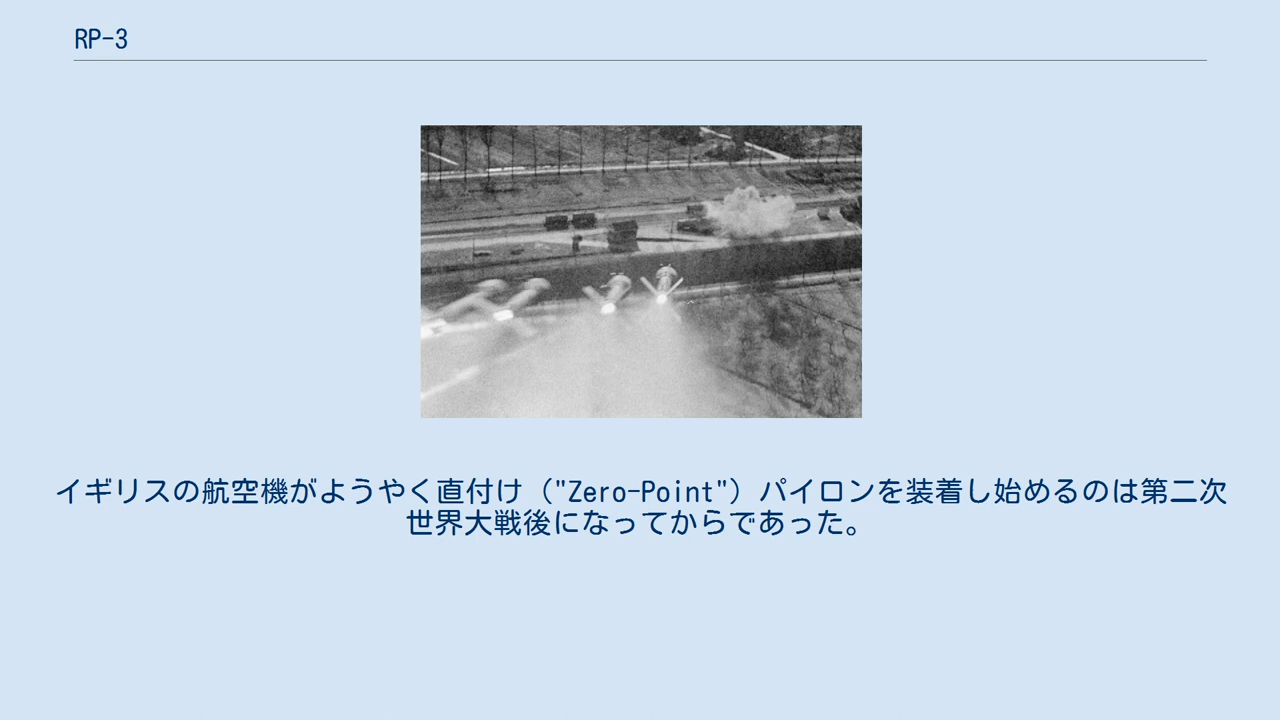 RP-3
イギリスの航空機がようやく直付け（"Zero-Point"）パイロンを装着し始めるのは第二次
世界大戦後になってからであった。